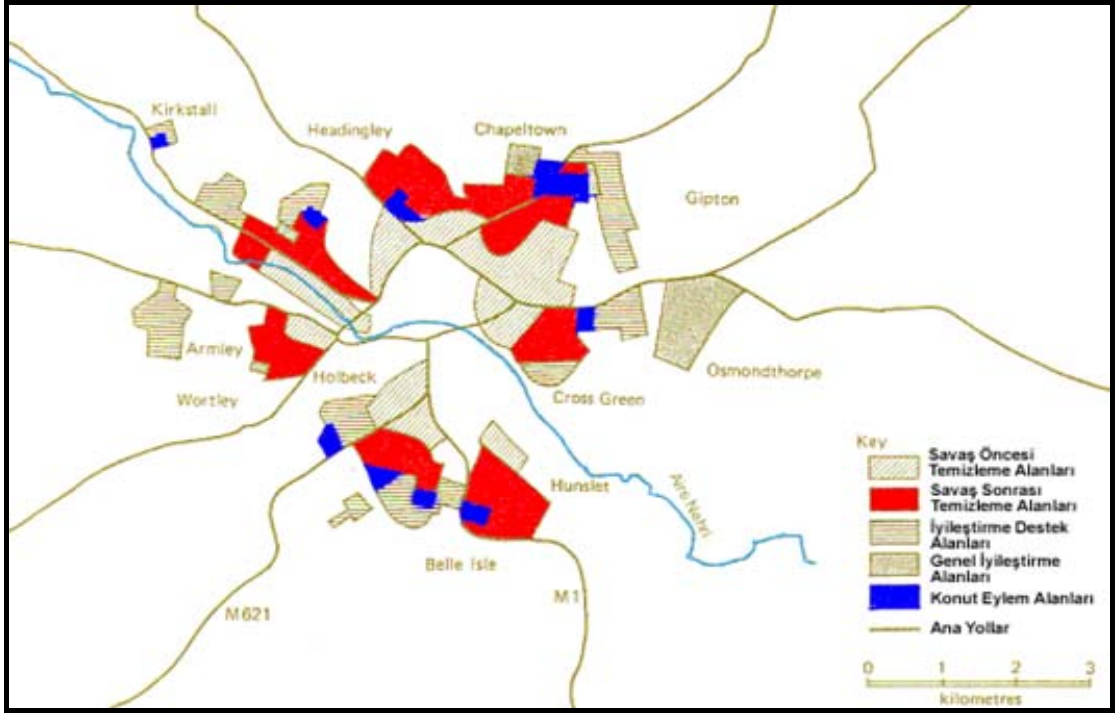 Kirkstall
Headingley
Chapeltown
Gipton
Armley
Holbeck
Wortley
Osmondthorpe
Cross Green
Hunslet
Belle Isle
M621
M1
Aire Nehri
Key
Savaş Öncesi
Temizleme Alanları
Savaş Sonrası
Temizleme Alanları
İyileştirme Destek
Alanları
Genel İyileştirme
Alanları
Konut Eylem Alanları
Ana Yollar
0 1 2 3
kilometres